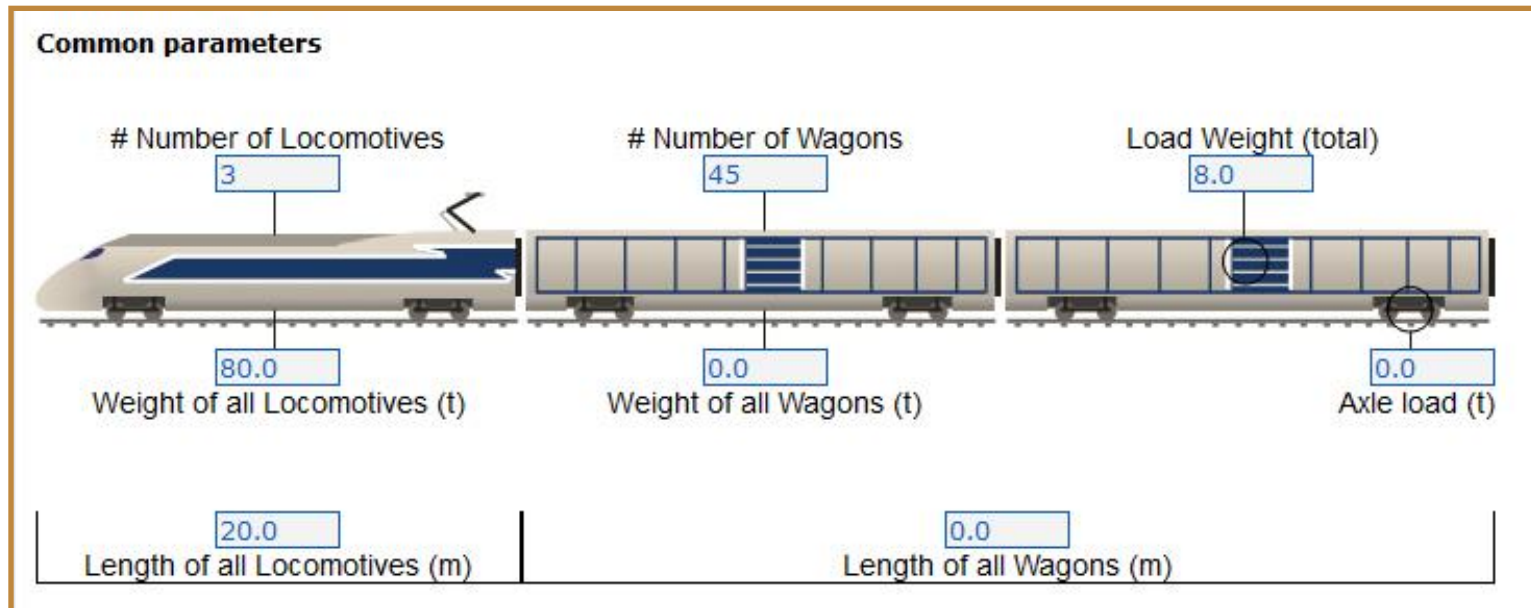 Common parameters
# Number of Locomotives
# Number of Wagons
Load Weight (total)
3
45
8.0
80.0
0.0
0.0
Weight of all Locomotives (t)
Weight of all Wagons (t)
Axle load (t)
20.0
0.0
Length of all Locomotives (m)
Length of all Wagons (m)